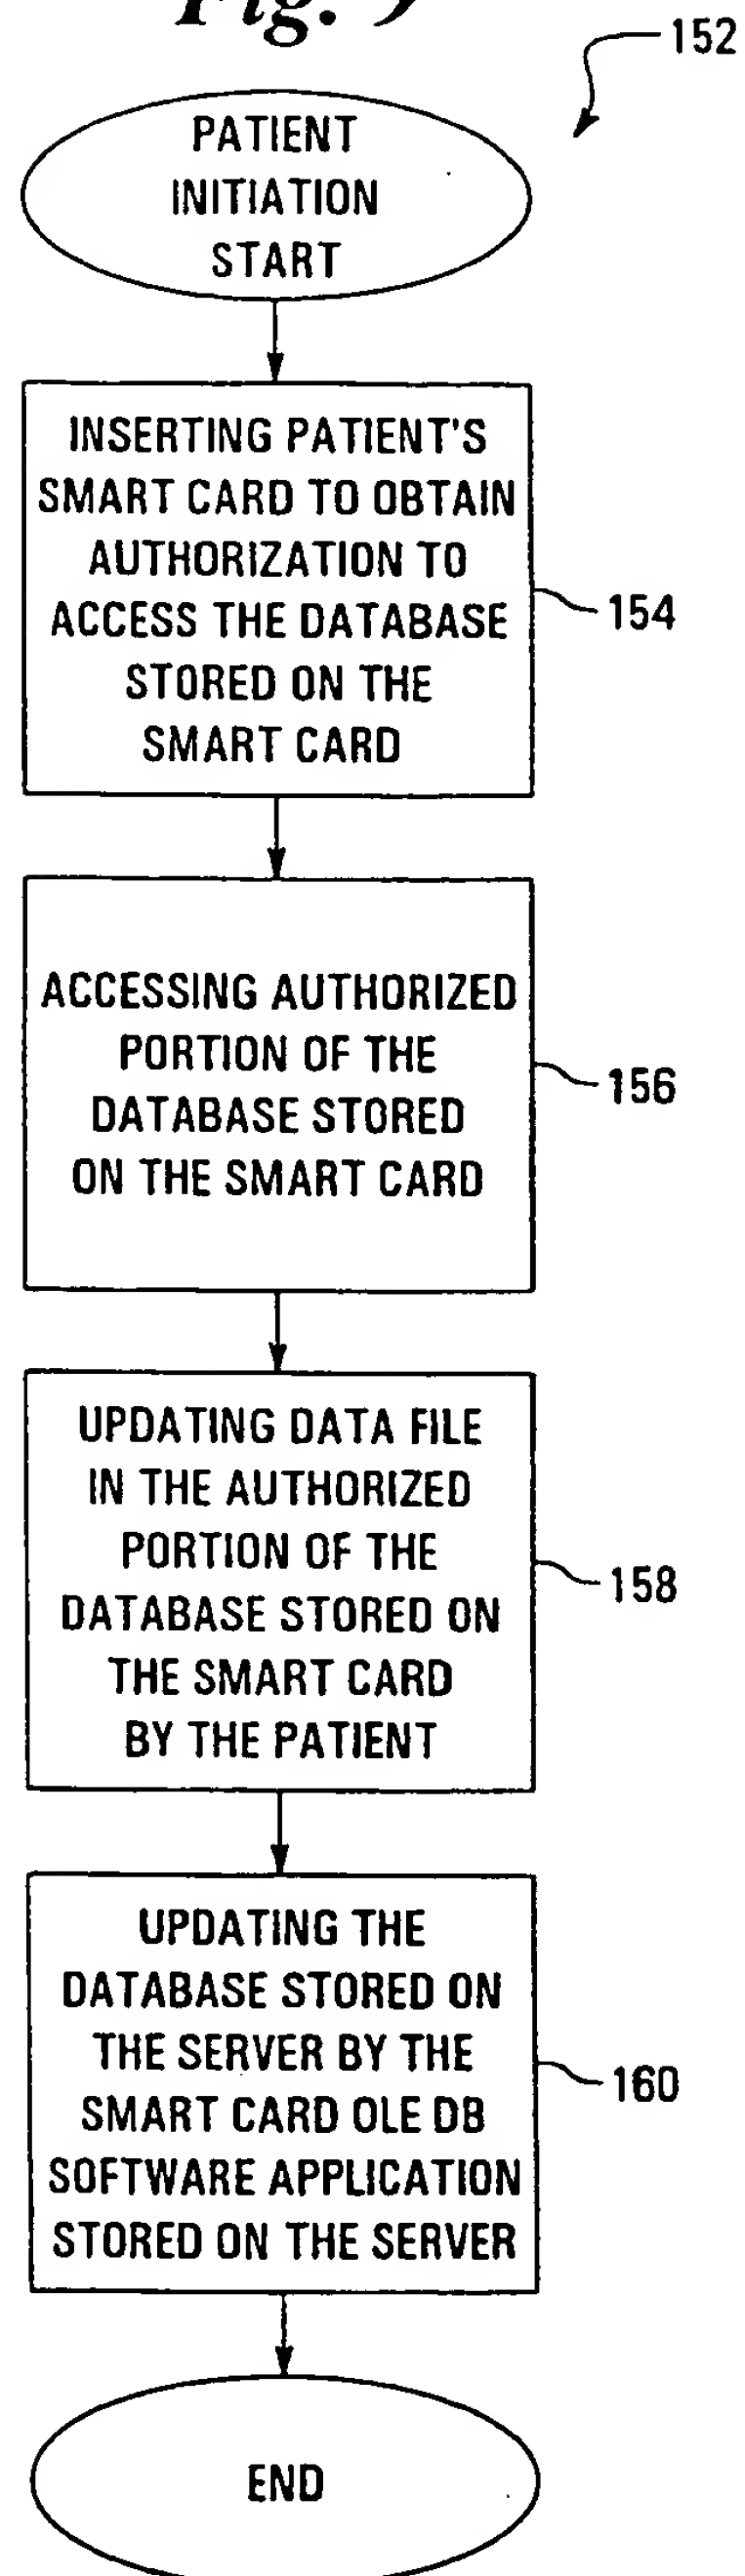 Fig. 9
152
PATIENT
INITIATION
START
INSERTING PATIENT'S
SMART CARD TO OBTAIN
AUTHORIZATION TO
ACCESS THE DATABASE
STORED ON THE
SMART CARD
154
ACCESSING AUTHORIZED
PORTION OF THE
DATABASE STORED
ON THE SMART CARD
156
UPDATING DATA FILE
IN THE AUTHORIZED
PORTION OF THE
DATABASE STORED ON
THE SMART CARD
BY THE PATIENT
158
UPDATING THE
DATABASE STORED ON
THE SERVER BY THE
SMART CARD OLE DB
SOFTWARE APPLICATION
STORED ON THE SERVER
160
END